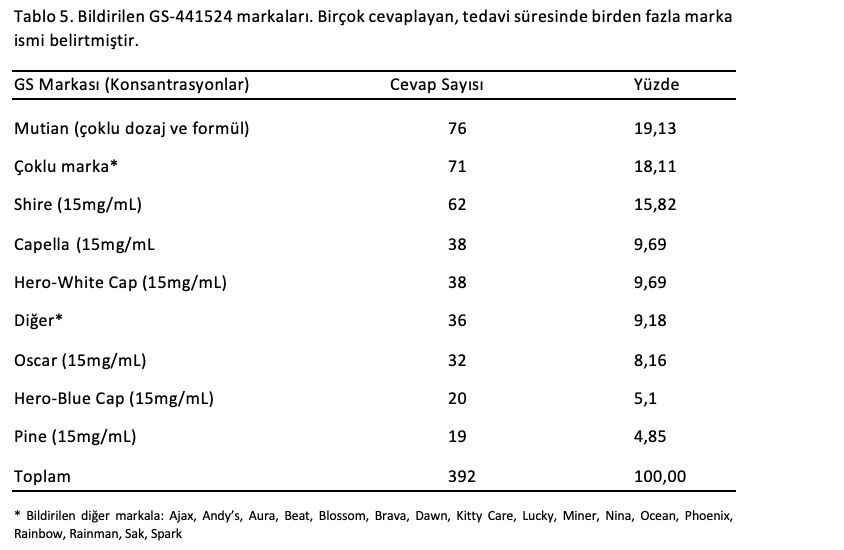 Tablo 5. Bildirilen GS-441524 markaları. Birçok cevaplayan, tedavi süresinde birden fazla marka
ismi belirtmiştir.
GS Markası (Konsantrasyonlar) Cevap Sayısı Yüzde
Mutian (çoklu dozaj ve formül) 76 19,13
Çoklu marka* 71 18,11
Shire (15mg/mL) 62 15,82
Capella (15mg/mL 38 9,69
Hero-White Cap (15mg/mL) 38 9,69
Diğer* 36 9,18
Oscar (15mg/mL) 32 8,16
Hero-Blue Cap (15mg/mL) 20 5,1
Pine (15mg/mL) 19 4,85
Toplam 392 100,00
* Bildirilen diğer markala: Ajax, Andy’s, Aura, Beat, Blossom, Brava, Dawn, Kitty Care, Lucky, Miner, Nina, Ocean, Phoenix,
Rainbow, Rainman, Sak, Spark